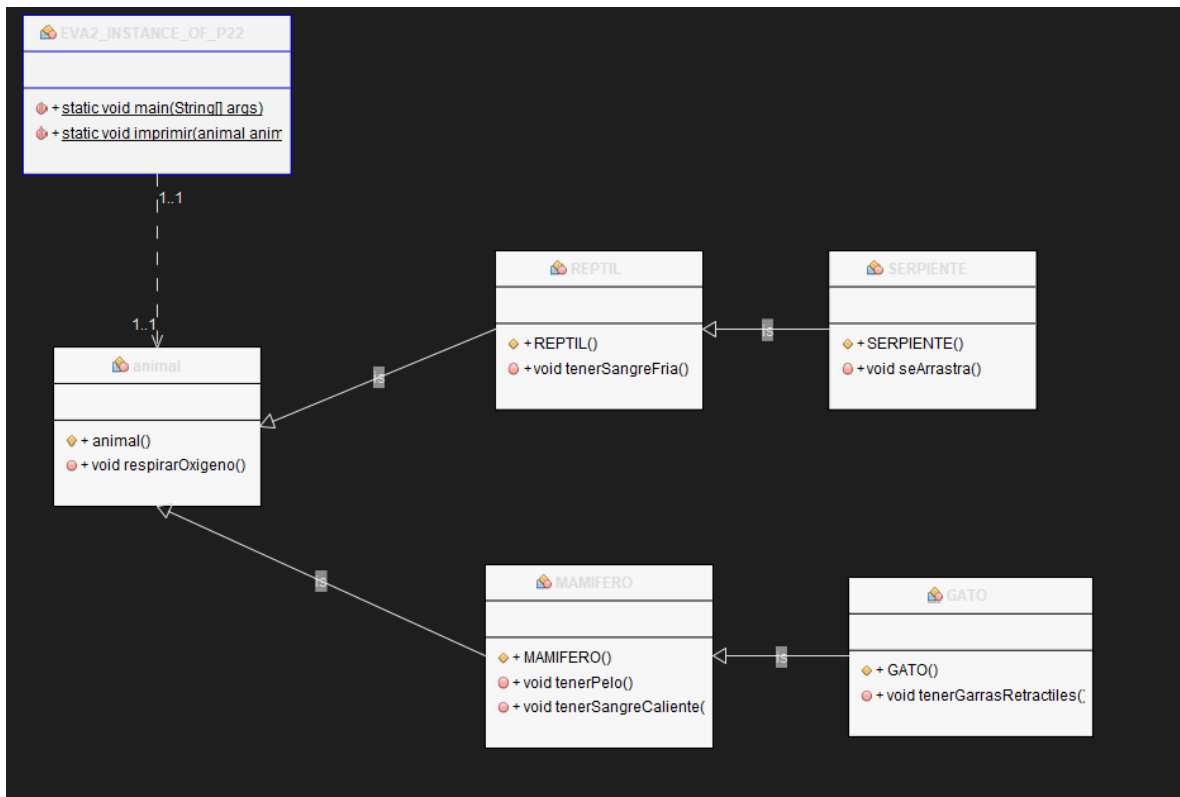 EVA2_INSTANCE_OF_P22
+ static void main(String[] args)
+ static void imprimir(animal anim
1..1
1..1
animal
+ animal()
+ void respirarOxigeno()
is
REPTIL
+ REPTIL()
+ void tenerSangreFria()
is
SERPIENTE
+ SERPIENTE()
+ void seArrastra()
is
MAMIFERO
+ MAMIFERO()
+ void tenerPelo()
+ void tenerSangreCaliente(
is
GATO
+ GATO()
+ void tenerGarrasRetractiles()